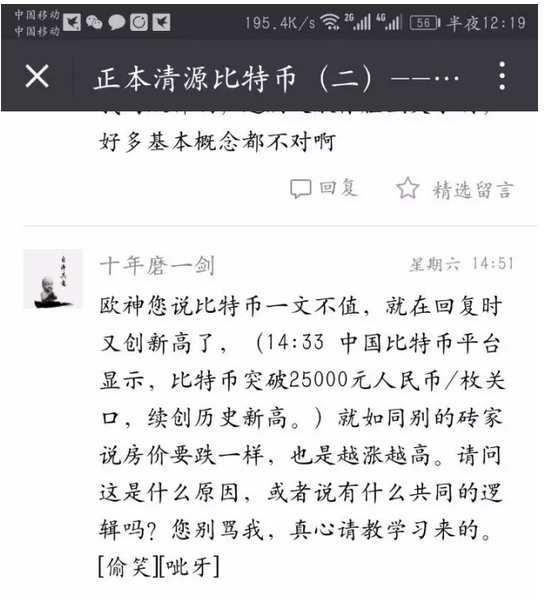 中国移动
中国移动
195.4K/s 2G 4G 56 半夜12:19
正本清源比特币（二）——…
好多基本概念都不对啊
回复 精选留言
十年磨一剑 星期六 14:51
欧神您说比特币一文不值，就在回复时
又创新高了，（14:33 中国比特币平台
显示，比特币突破25000元人民币/枚关
口，续创历史新高。）就如同别的砖家
说房价要跌一样，也是越涨越高。请问
这是什么原因，或者说有什么共同的逻
辑吗？您别骂我，真心请教学习来的。
[偷笑][呲牙]